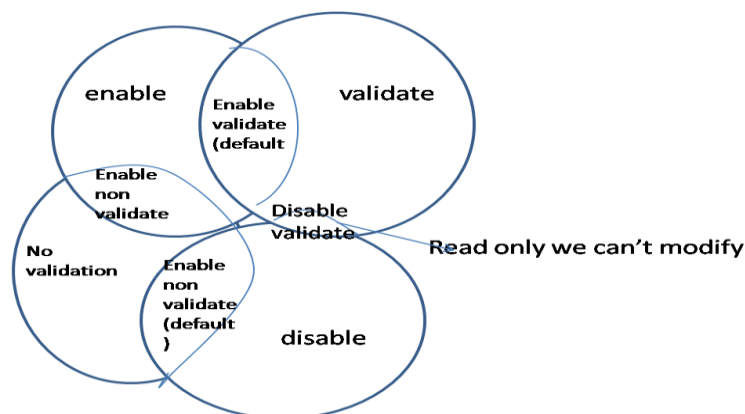 enable
validate
Enable
validate
(default
Enable
non
validate
Disable
validate
Read only we can't modify
No
validation
Enable
non
validate
(default
)
disable